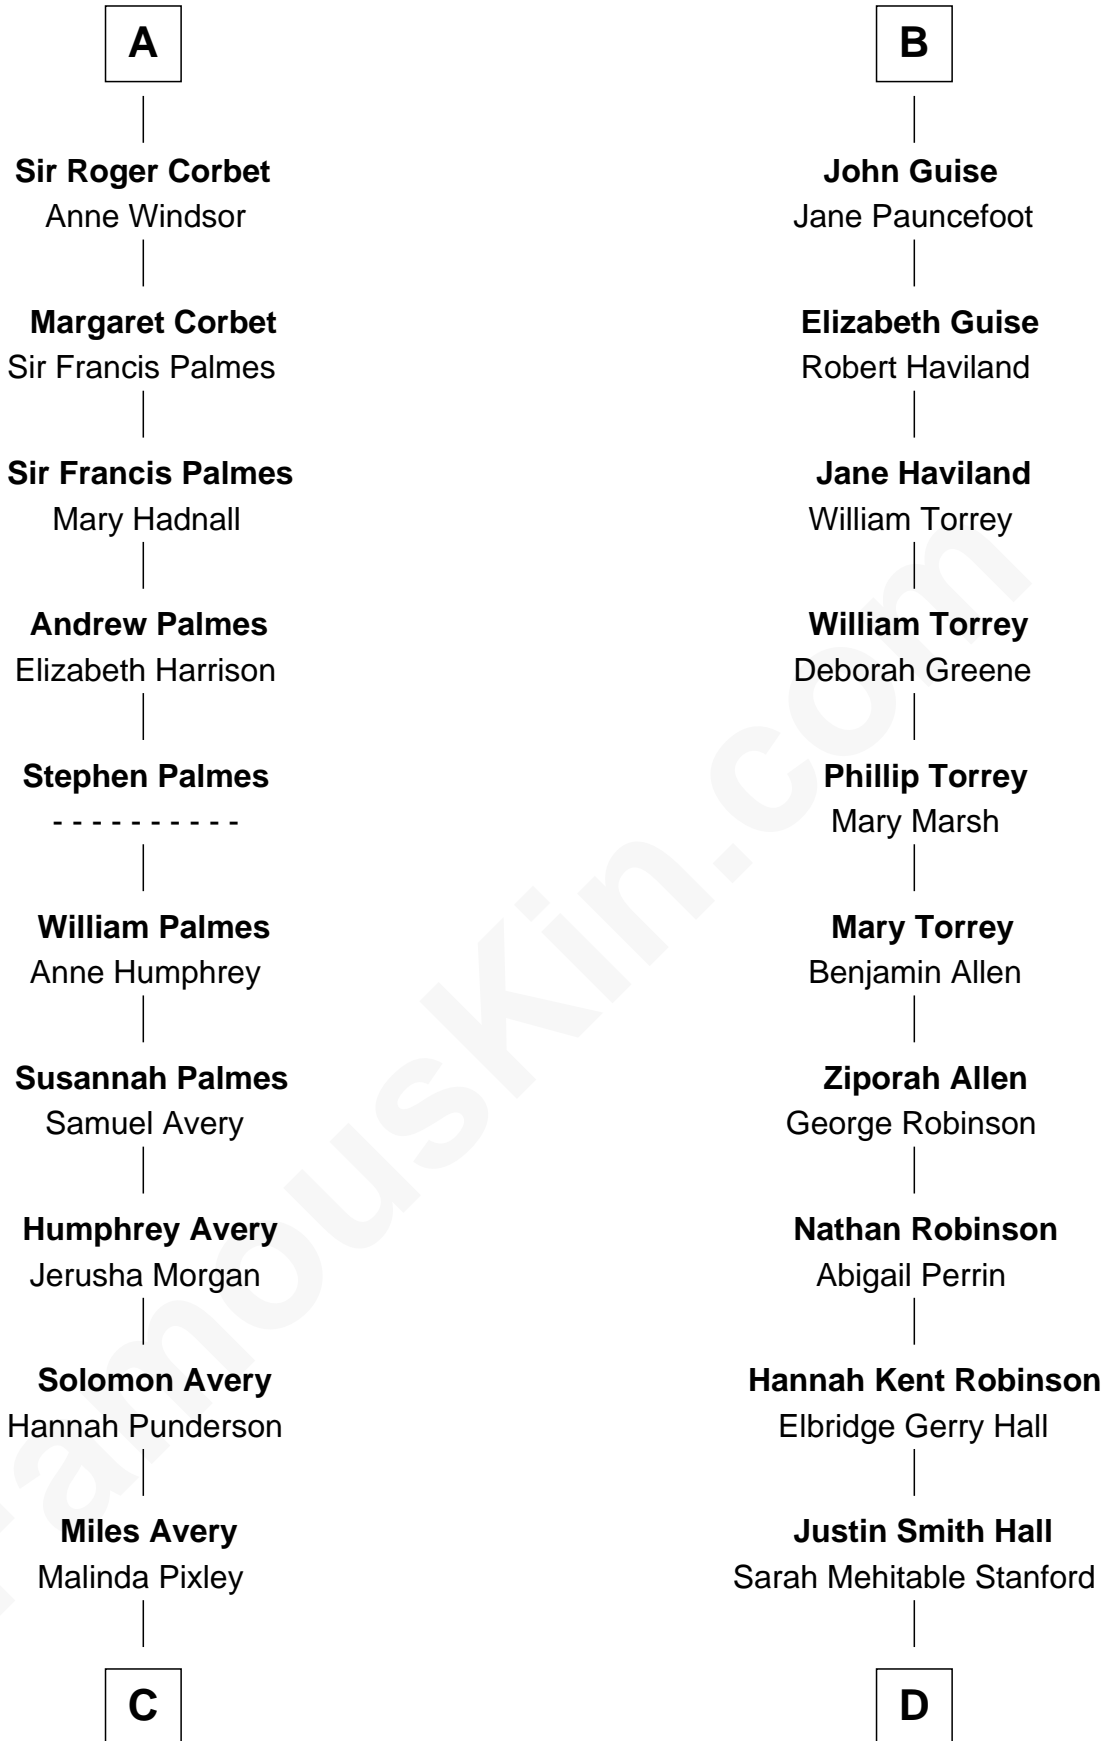 A
Sir Roger Corbet
Anne Windsor
Margaret Corbet
Sir Francis Palmes
Sir Francis Palmes
Mary Hadnall
Andrew Palmes
Elizabeth Harrison
Stephen Palmes
- - - - - - - - - -
William Palmes
Anne Humphrey
Susannah Palmes
Samuel Avery
Humphrey Avery
Jerusha Morgan
Solomon Avery
Hannah Punderson
Miles Avery
Malinda Pixley
C
B
John Guise
Jane Pauncefoot
Elizabeth Guise
Robert Haviland
Jane Haviland
William Torrey
William Torrey
Deborah Greene
Phillip Torrey
Mary Marsh
Mary Torrey
Benjamin Allen
Ziporah Allen
George Robinson
Nathan Robinson
Abigail Perrin
Hannah Kent Robinson
Elbridge Gerry Hall
Justin Smith Hall
Sarah Mehitable Stanford
D
FamousKin.com